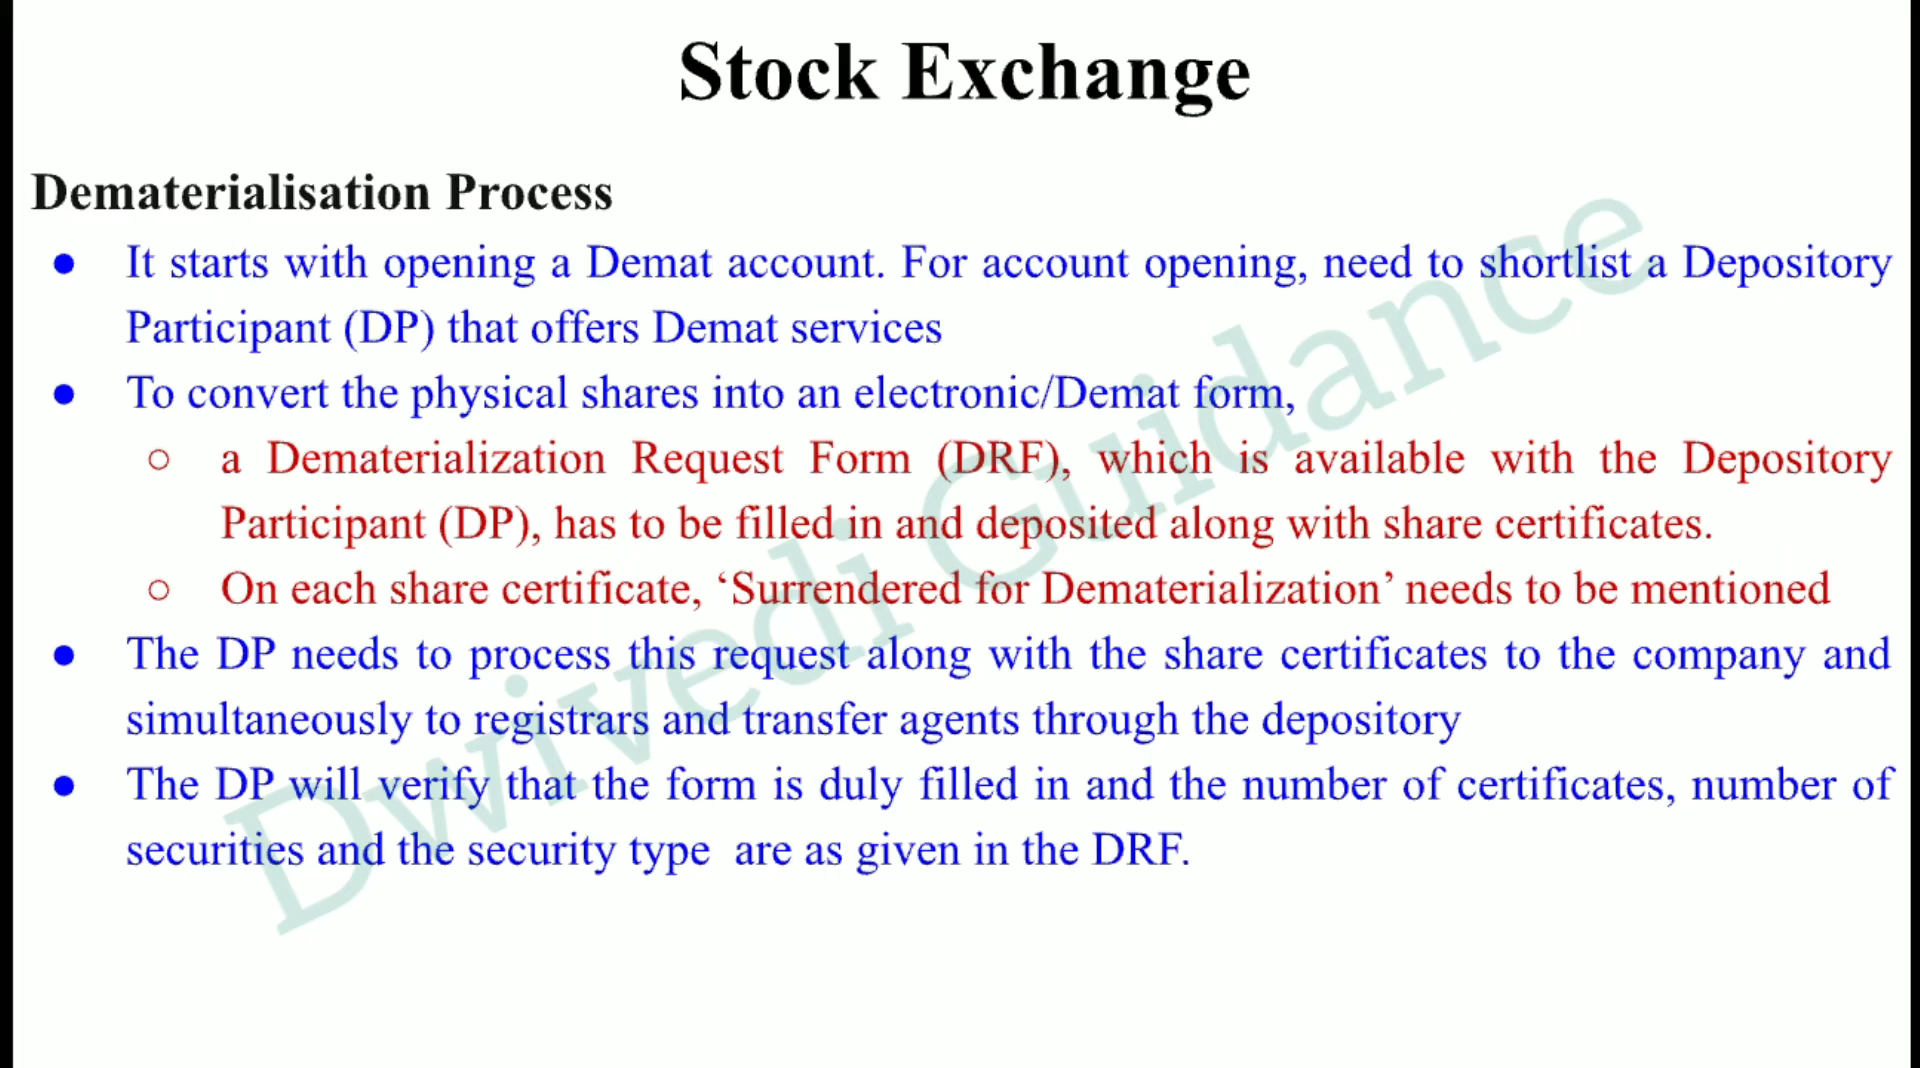 Stock Exchange
Dematerialisation Process
● It starts with opening a Demat account. For account opening, need to shortlist a Depository
Participant (DP) that offers Demat services
● To convert the physical shares into an electronic/Demat form,
○ a Dematerialization Request Form (DRF), which is available with the Depository
Participant (DP), has to be filled in and deposited along with share certificates.
○ On each share certificate, ‘Surrendered for Dematerialization’ needs to be mentioned
● The DP needs to process this request along with the share certificates to the company and
simultaneously to registrars and transfer agents through the depository
● The DP will verify that the form is duly filled in and the number of certificates, number of
securities and the security type are as given in the DRF.
Dwivedi Guidance